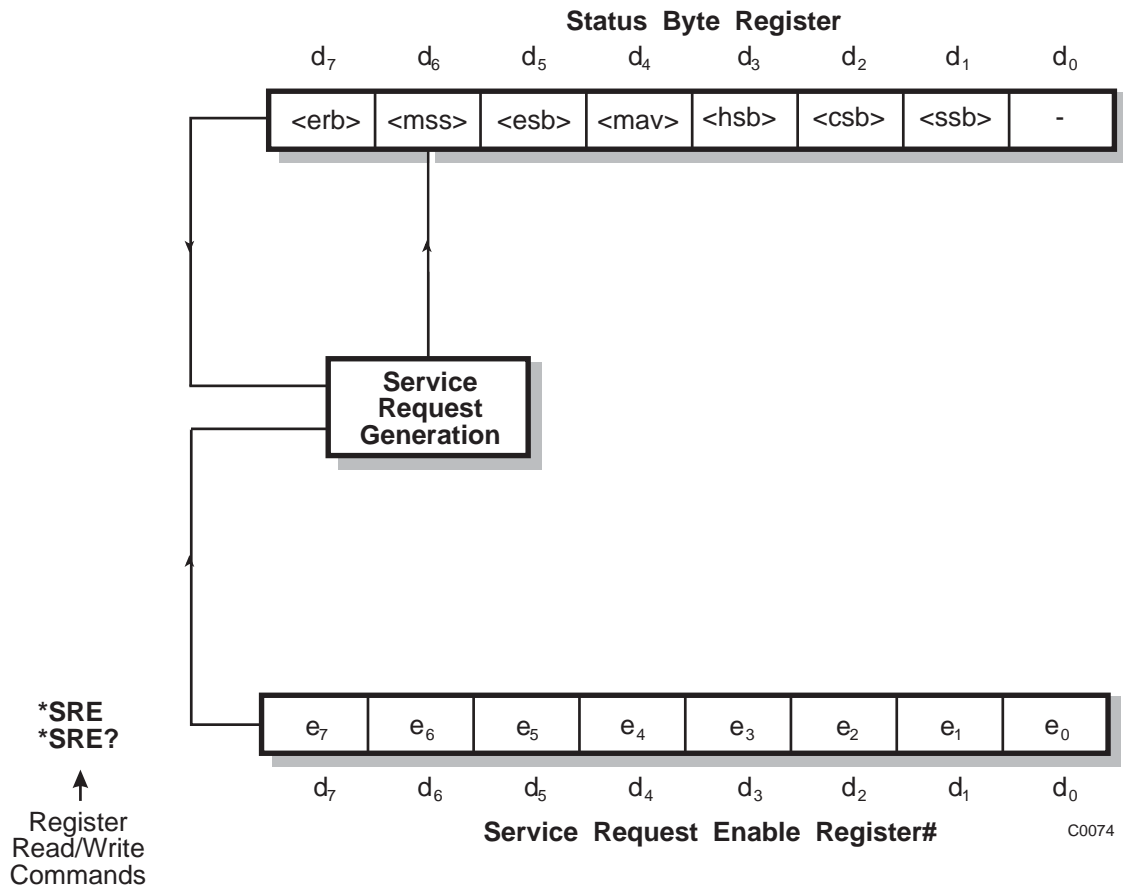 Status Byte Register
d₇ d₆ d₅ d₄ d₃ d₂ d₁ d₀
<erb> <mss> <esb> <mav> <hsb> <csb> <ssb> -
Service
Request
Generation
*SRE
*SRE?
Register
Read/Write
Commands
e₇ e₆ e₅ e₄ e₃ e₂ e₁ e₀
d₇ d₆ d₅ d₄ d₃ d₂ d₁ d₀
Service Request Enable Register#
C0074